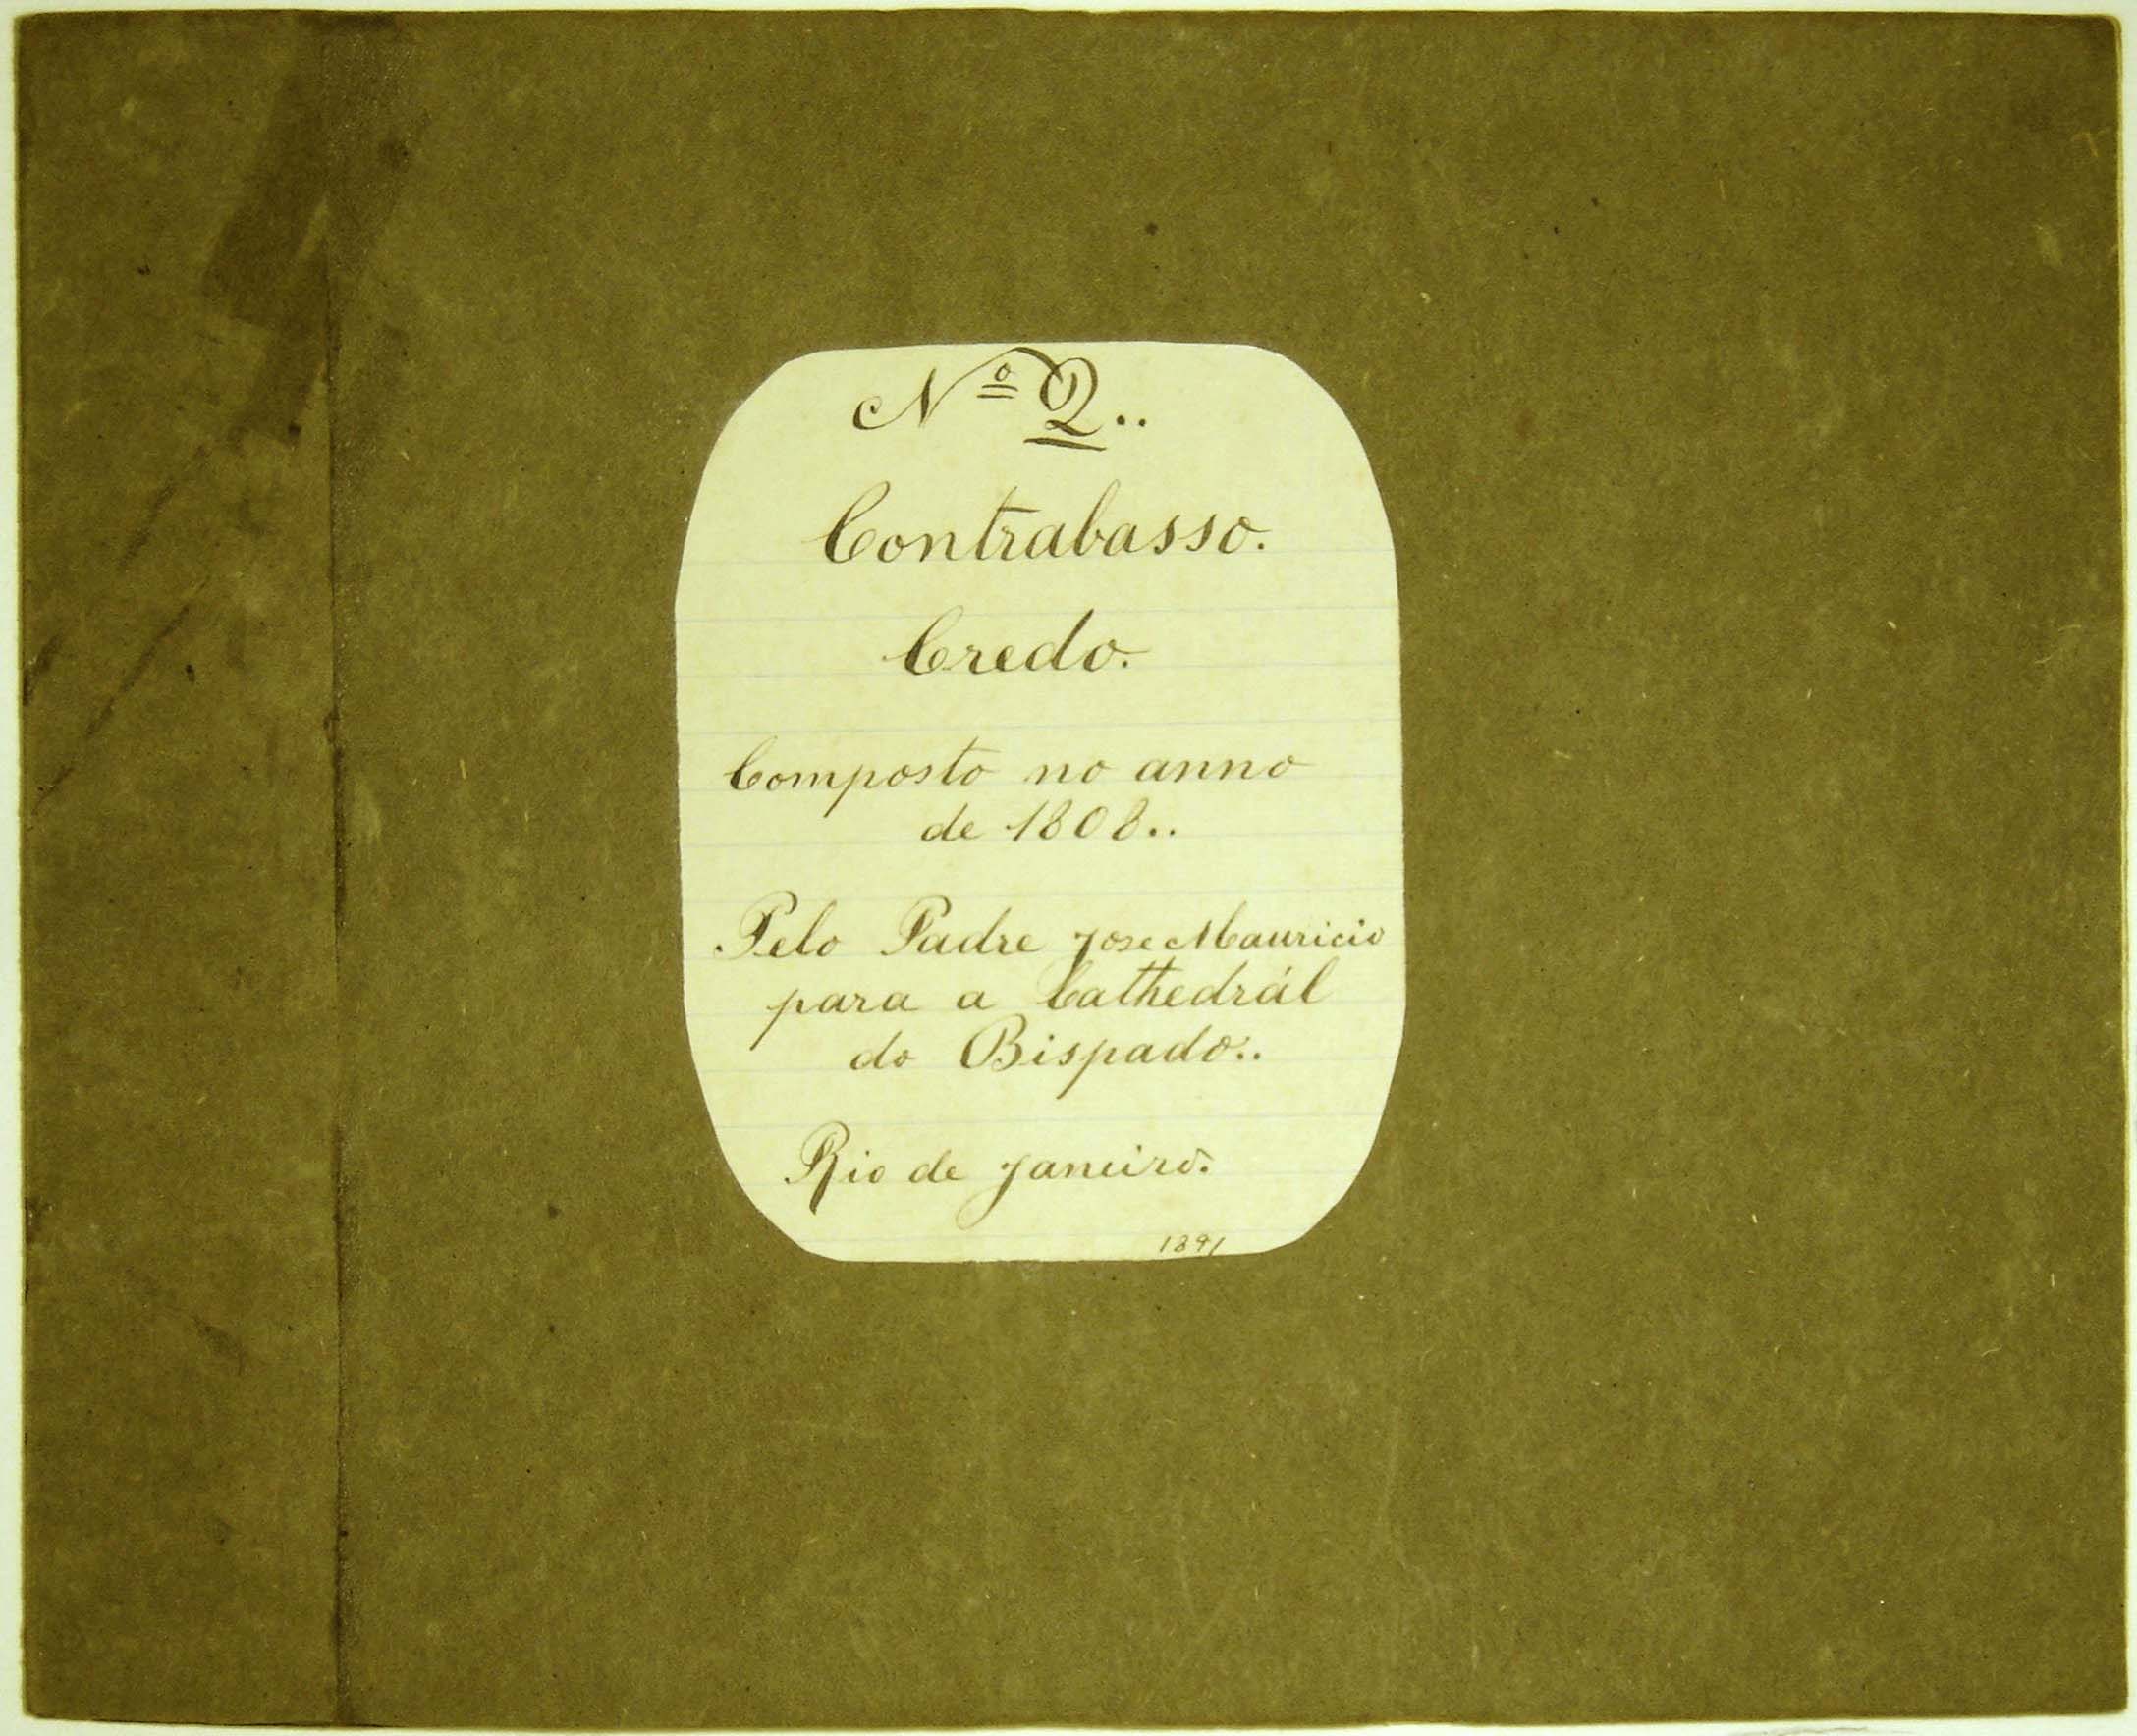 Nº 2..
Contrabasso.
Credo.
Composto no anno
de 1808..
Pelo Padre Jose Mauricio
para a Cathedrál
do Bispado..
Rio de Janeiro.
1891